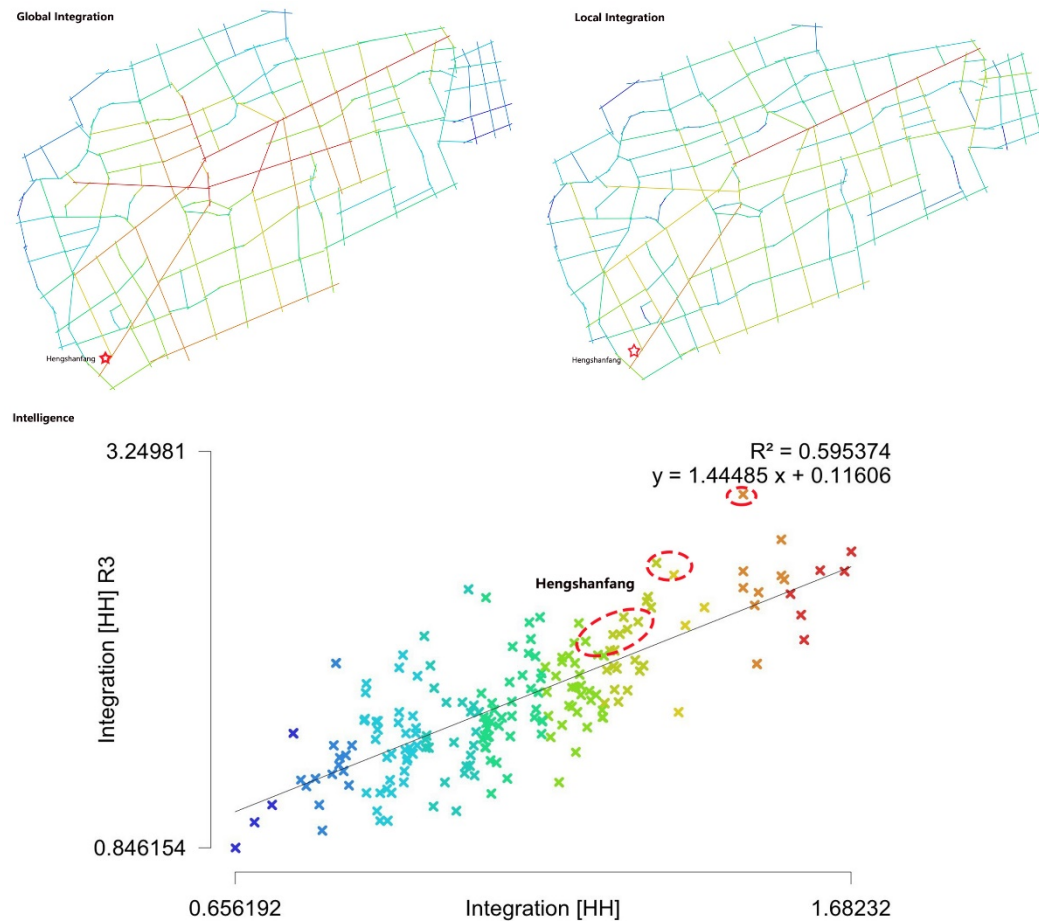 Global Integration
Local Integration
Hengshanfang
Hengshanfang
Intelligence
3.24981
R² = 0.595374
y = 1.44485 x + 0.11606
Hengshanfang
Integration [HH] R3
0.846154
0.656192
Integration [HH]
1.68232